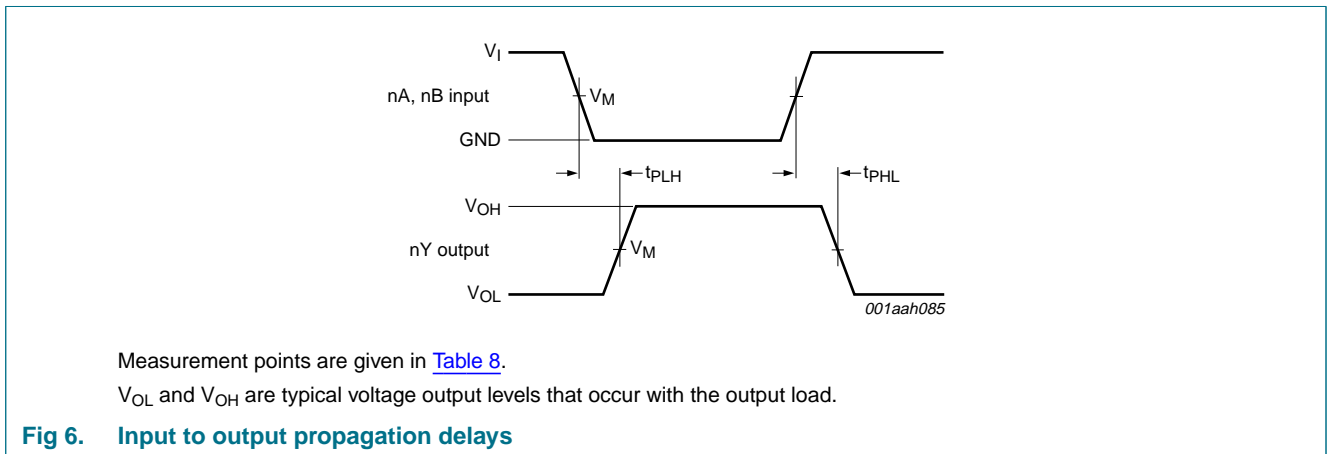 VI
nA, nB input
VM
GND
tPLH
tPHL
VOH
nY output
VM
VOL
001aah085
Measurement points are given in Table 8.
VOL and VOH are typical voltage output levels that occur with the output load.
Fig 6. Input to output propagation delays